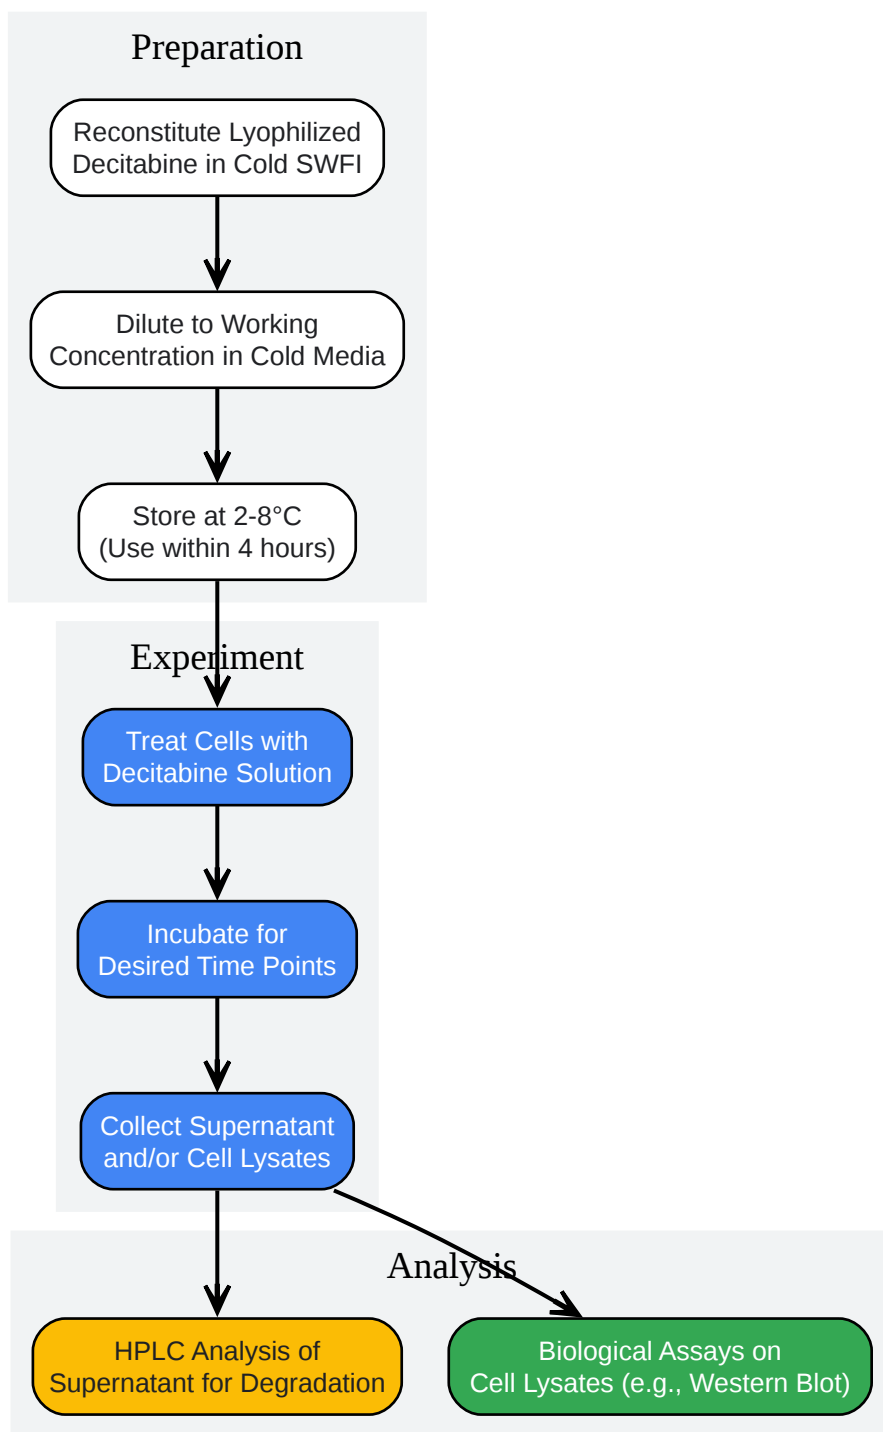 Preparation
Reconstitute Lyophilized
Decitabine in Cold SWFI
Dilute to Working
Concentration in Cold Media
Store at 2-8°C
(Use within 4 hours)
Experiment
Treat Cells with
Decitabine Solution
Incubate for
Desired Time Points
Collect Supernatant
and/or Cell Lysates
Analysis
HPLC Analysis of
Supernatant for Degradation
Biological Assays on
Cell Lysates (e.g., Western Blot)